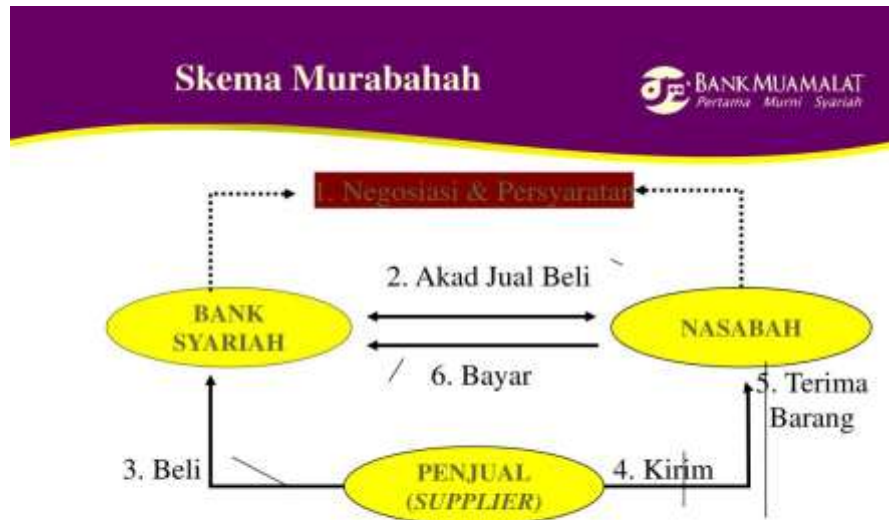 Skema Murabahah
BANK MUAMALAT
Pertama Murni Syariah
1. Negosiasi & Persyaratan
2. Akad Jual Beli
BANK
SYARIAH
NASABAH
6. Bayar
5. Terima
Barang
3. Beli
PENJUAL
(SUPPLIER)
4. Kirim